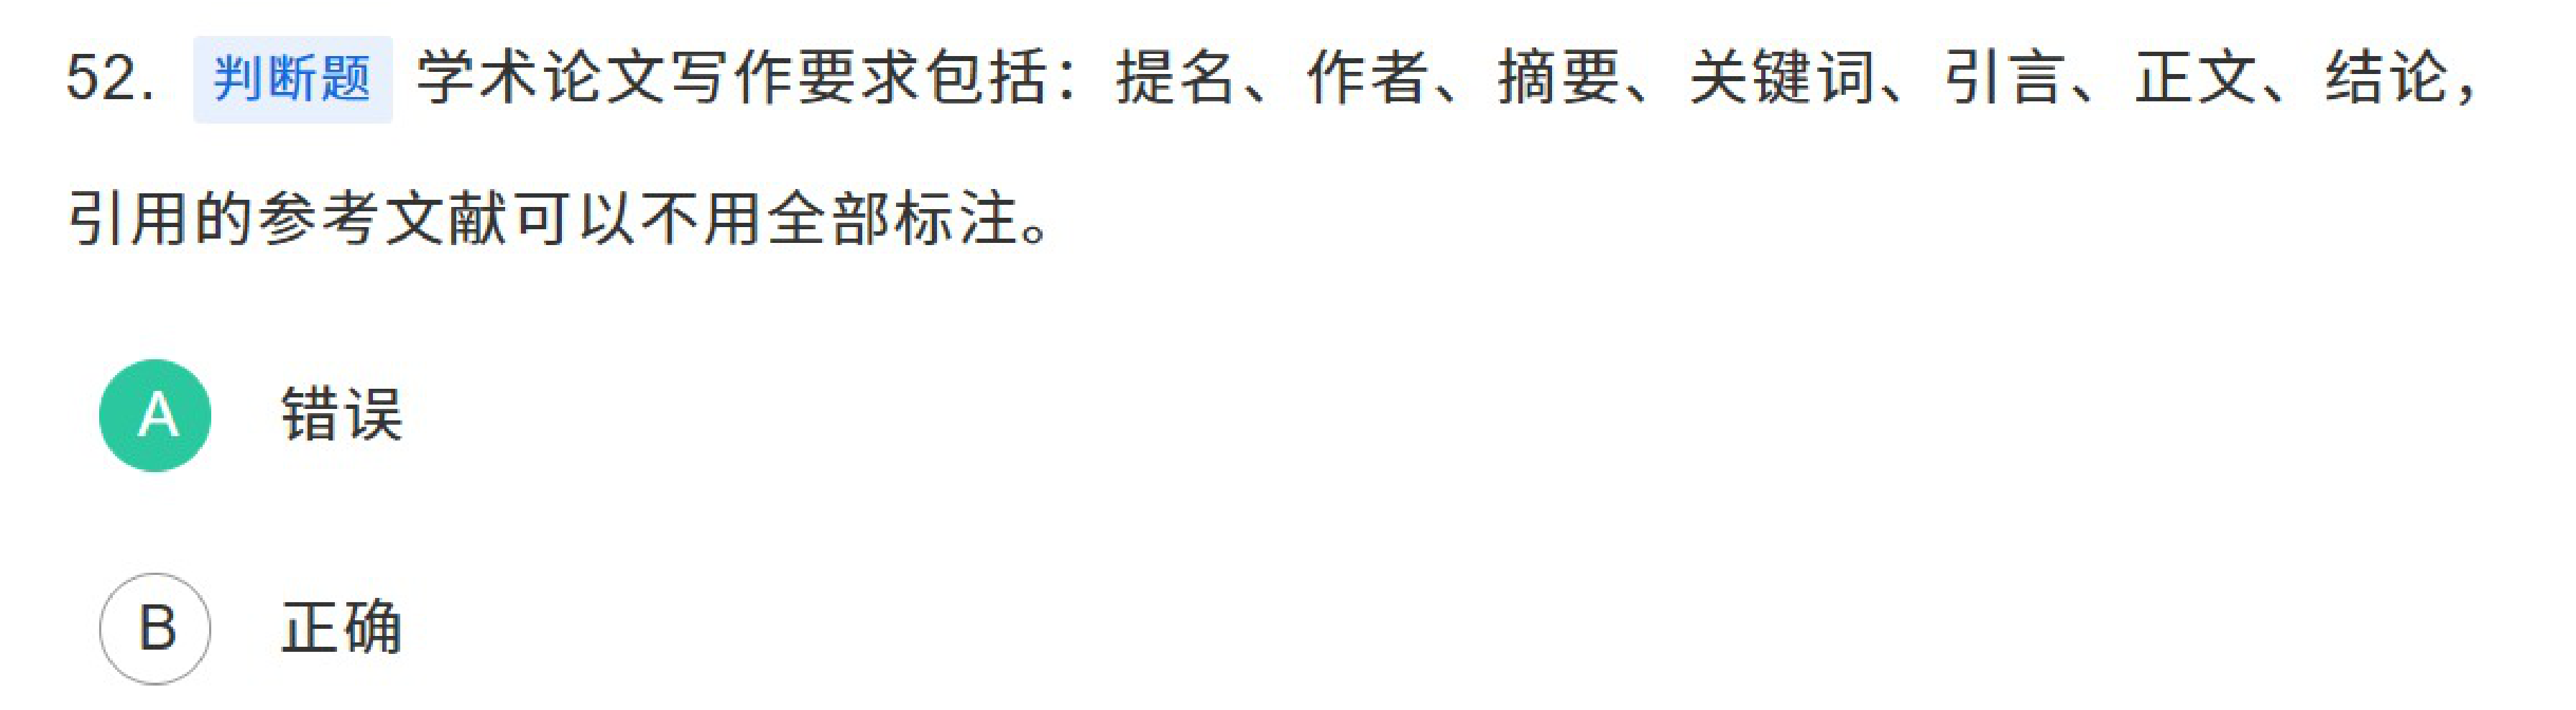 52. 判断题 学术论文写作要求包括：提名、作者、摘要、关键词、引言、正文、结论，
引用的参考文献可以不用全部标注。
A 错误
B 正确